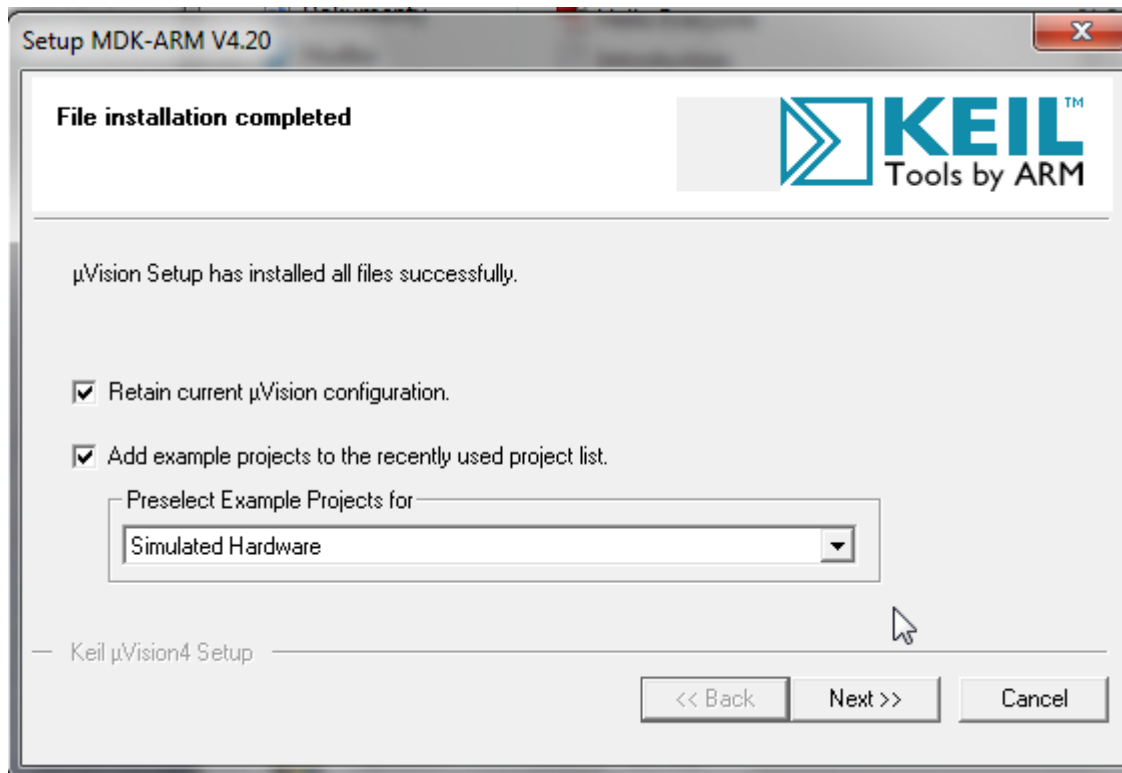 Setup MDK-ARM V4.20
File installation completed
KEIL™
Tools by ARM
µVision Setup has installed all files successfully.
Retain current µVision configuration.
Add example projects to the recently used project list.
Preselect Example Projects for
Simulated Hardware
Keil µVision4 Setup
<< Back
Next >>
Cancel